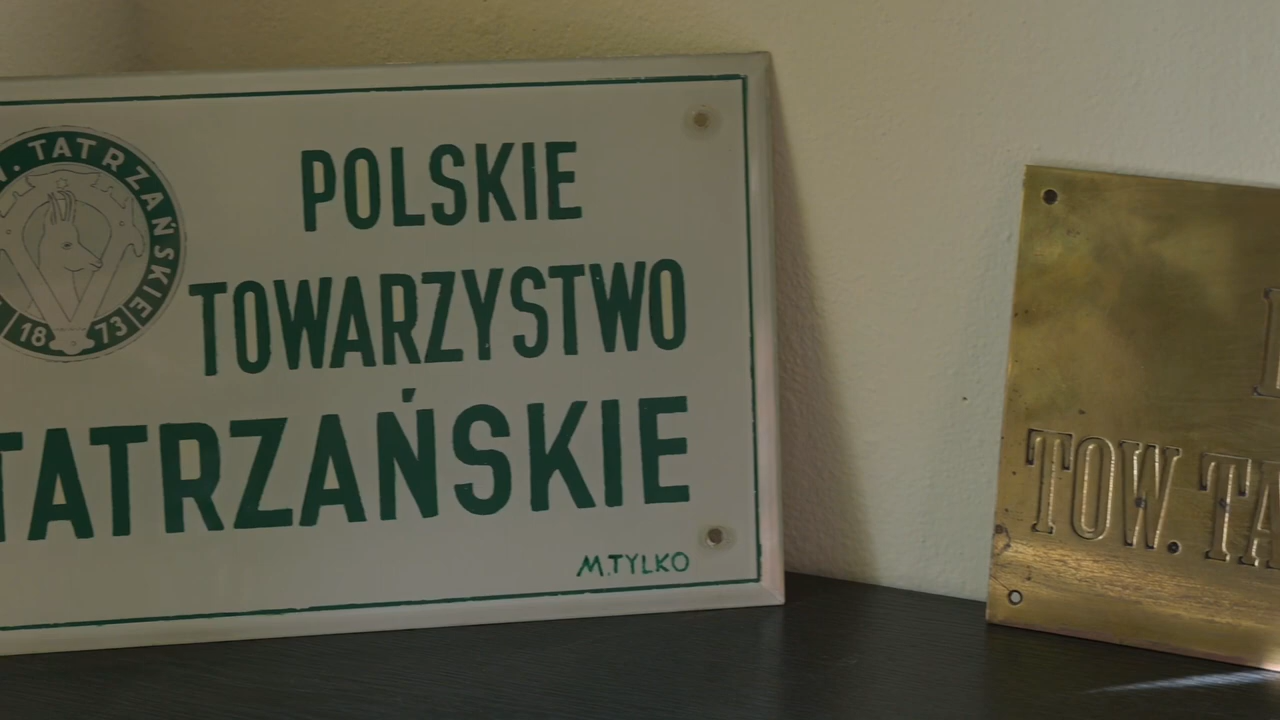 TATRZAŃSKIE
1873
POLSKIE
TOWARZYSTWO
TATRZAŃSKIE
M.TYLKO
TOW.